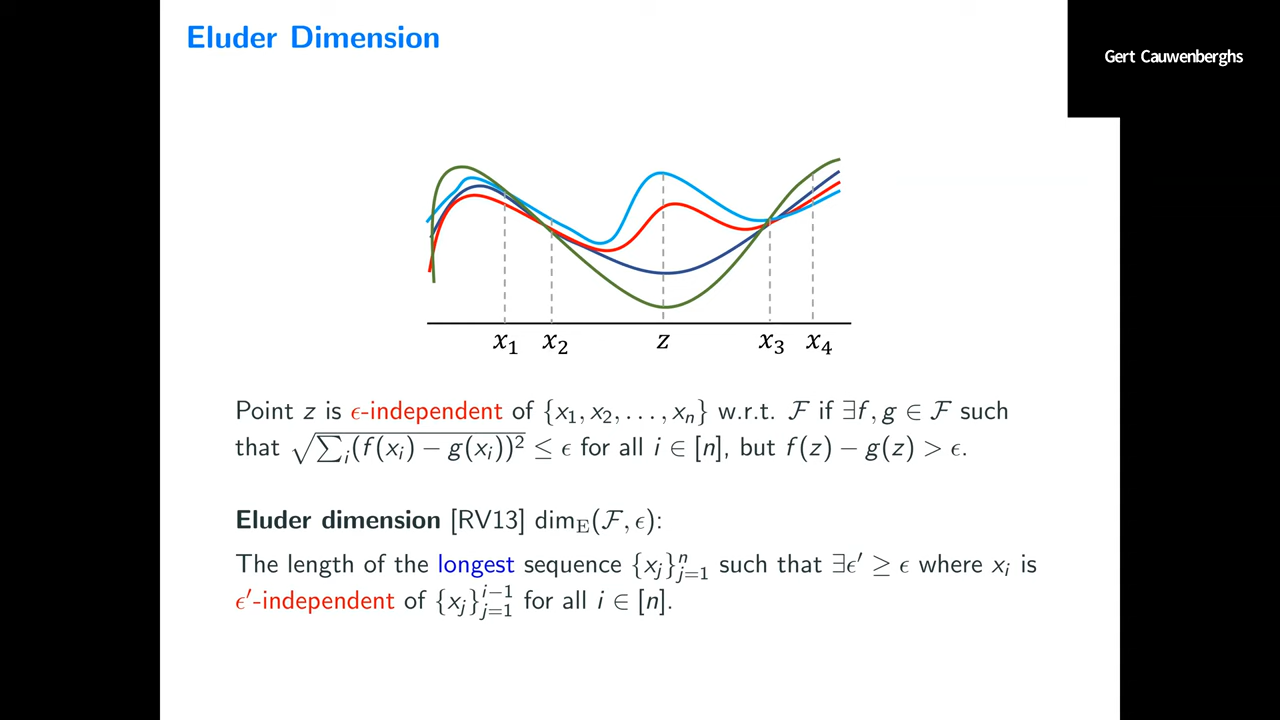 Eluder Dimension
Gert Cauwenberghs
x₁ x₂ z x₃ x₄
Point z is ϵ-independent of {x₁, x₂, . . . , xₙ} w.r.t. ℱ if ∃f, g ∈ ℱ such
that √∑ᵢ(f(xᵢ) − g(xᵢ))² ≤ ϵ for all i ∈ [n], but f(z) − g(z) > ϵ.
Eluder dimension [RV13] dim_E(ℱ, ϵ):
The length of the longest sequence {xⱼ}ⁿⱼ₌₁ such that ∃ϵ′ ≥ ϵ where xᵢ is
ϵ′-independent of {xⱼ}ⁱ⁻¹ⱼ₌₁ for all i ∈ [n].